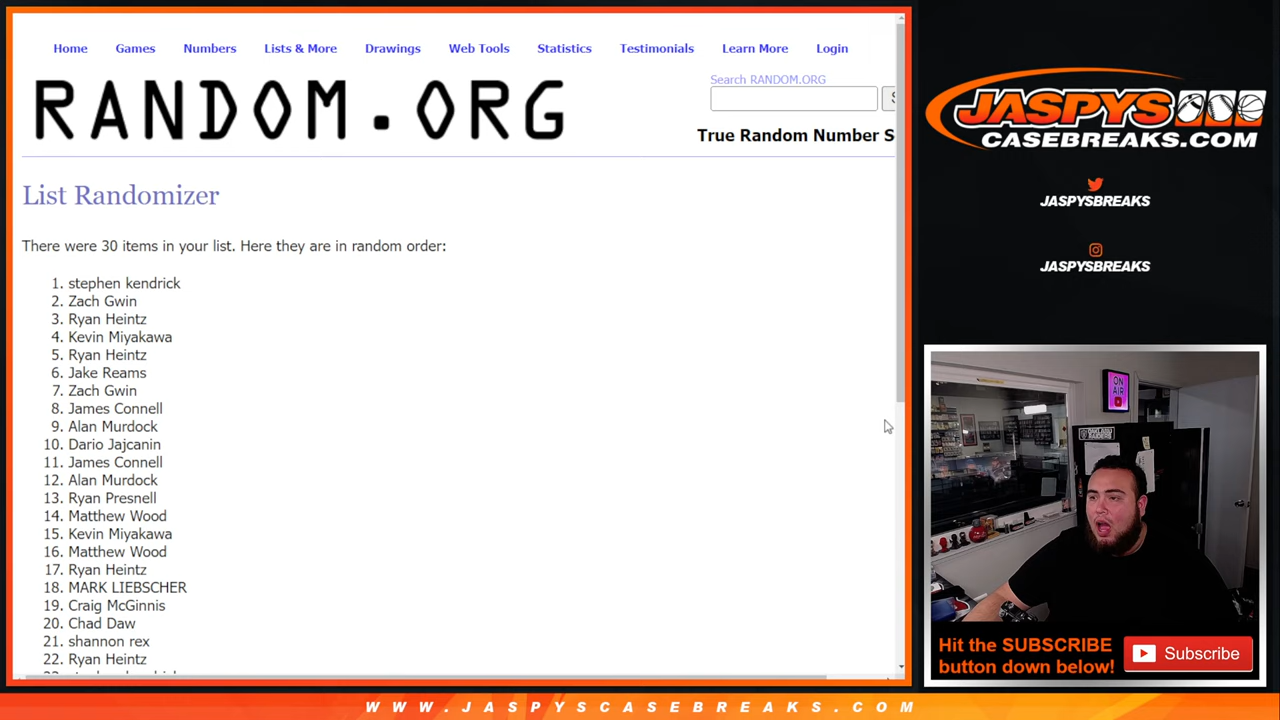 Home Games Numbers Lists & More Drawings Web Tools Statistics Testimonials Learn More Login
RANDOM.ORG
Search RANDOM.ORG
True Random Number S
List Randomizer
There were 30 items in your list. Here they are in random order:
1. stephen kendrick
2. Zach Gwin
3. Ryan Heintz
4. Kevin Miyakawa
5. Ryan Heintz
6. Jake Reams
7. Zach Gwin
8. James Connell
9. Alan Murdock
10. Dario Jajcanin
11. James Connell
12. Alan Murdock
13. Ryan Presnell
14. Matthew Wood
15. Kevin Miyakawa
16. Matthew Wood
17. Ryan Heintz
18. MARK LIEBSCHER
19. Craig McGinnis
20. Chad Daw
21. shannon rex
22. Ryan Heintz
JASPYS
CASEBREAKS.COM
JASPYSBREAKS
JASPYSBREAKS
ON
AIR
Hit the SUBSCRIBE
button down below!
Subscribe
WWW.JASPYSCASEBREAKS.COM